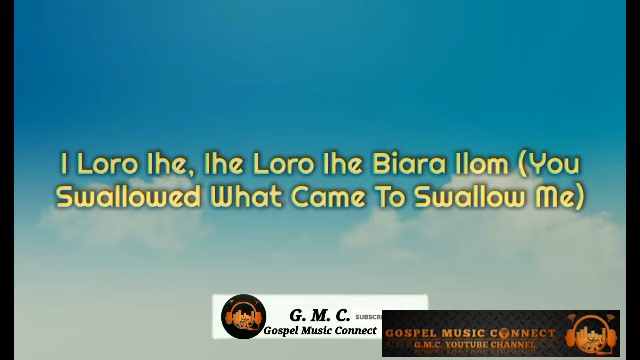 I Loro Ihe, Ihe Loro Ihe Biara Ilom (You
Swallowed What Came To Swallow Me)
G. M. C.
Gospel Music Connect
GOSPEL MUSIC CONNECT
G.M.C. YOUTUBE CHANNEL